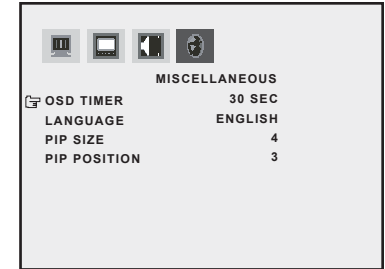 MISCELLANEOUS
OSD TIMER 30 SEC
LANGUAGE ENGLISH
PIP SIZE 4
PIP POSITION 3